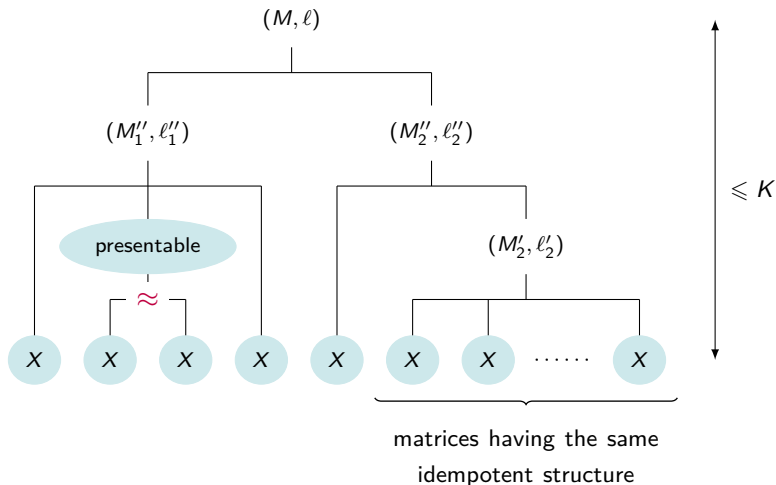 (M, ℓ)
(M″₁, ℓ″₁) (M″₂, ℓ″₂)
⩽ K
presentable (M′₂, ℓ′₂)
≈
X X X X X X X ······ X
matrices having the same
idempotent structure